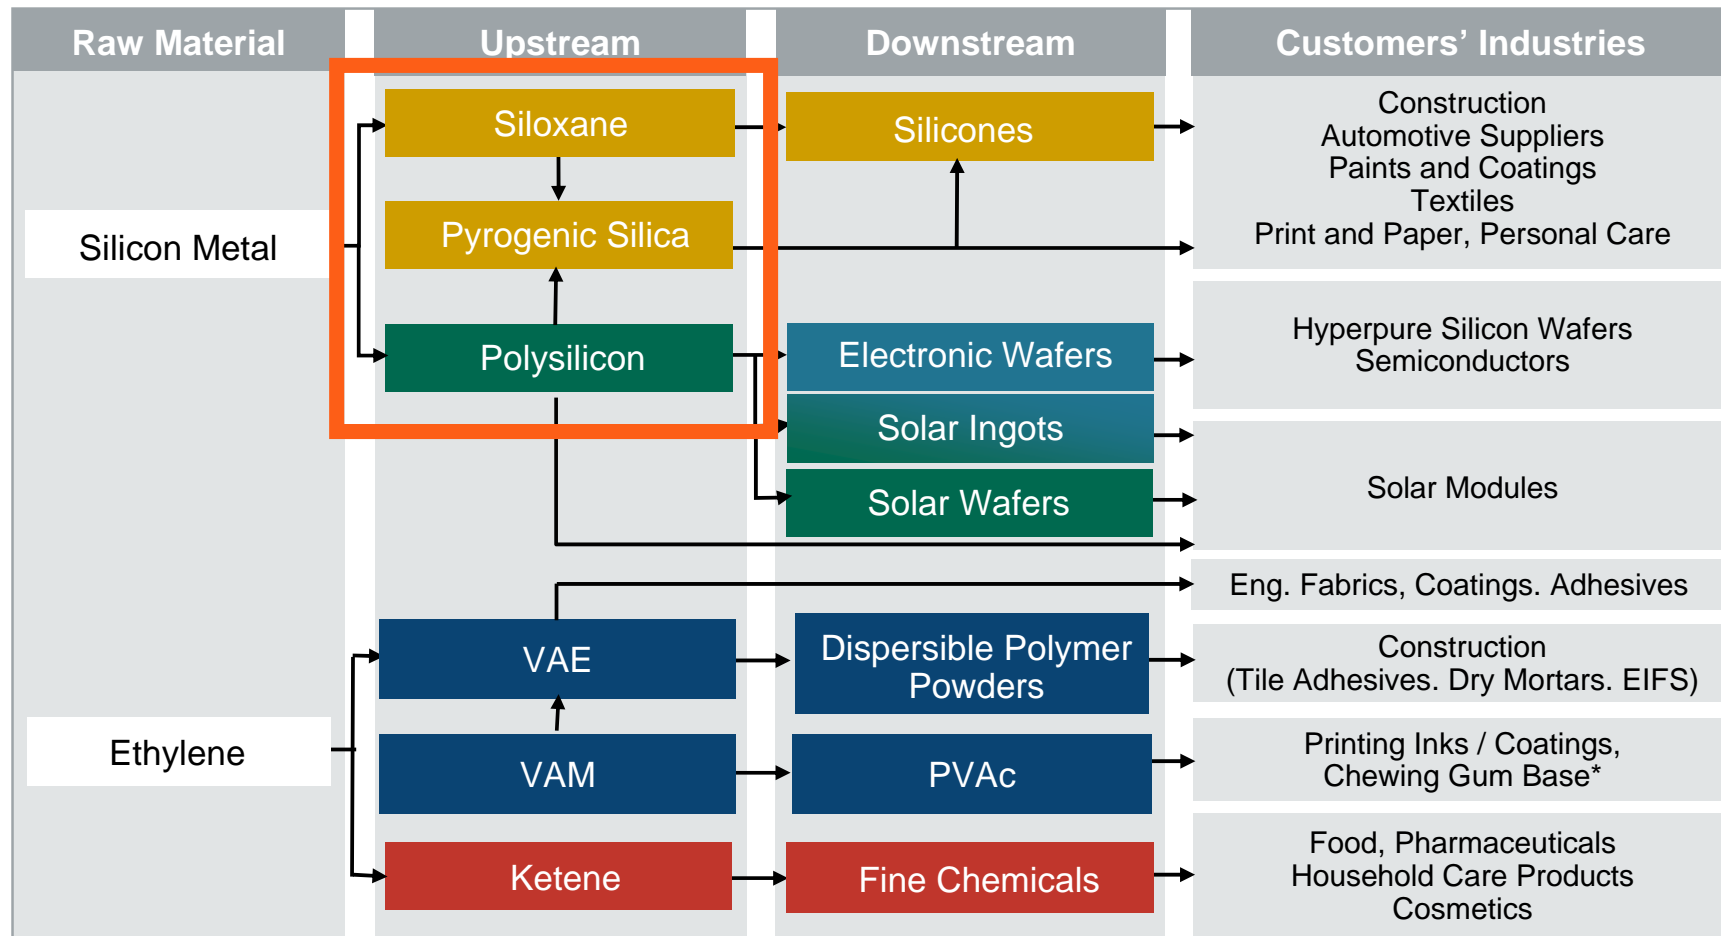 Raw Material
Upstream
Downstream
Customers' Industries
Silicon Metal
Siloxane
Pyrogenic Silica
Polysilicon
Silicones
Electronic Wafers
Solar Ingots
Solar Wafers
Construction
Automotive Suppliers
Paints and Coatings
Textiles
Print and Paper, Personal Care
Hyperpure Silicon Wafers
Semiconductors
Solar Modules
Ethylene
VAE
VAM
Ketene
Dispersible Polymer
Powders
PVAc
Fine Chemicals
Eng. Fabrics, Coatings. Adhesives
Construction
(Tile Adhesives. Dry Mortars. EIFS)
Printing Inks / Coatings,
Chewing Gum Base*
Food, Pharmaceuticals
Household Care Products
Cosmetics